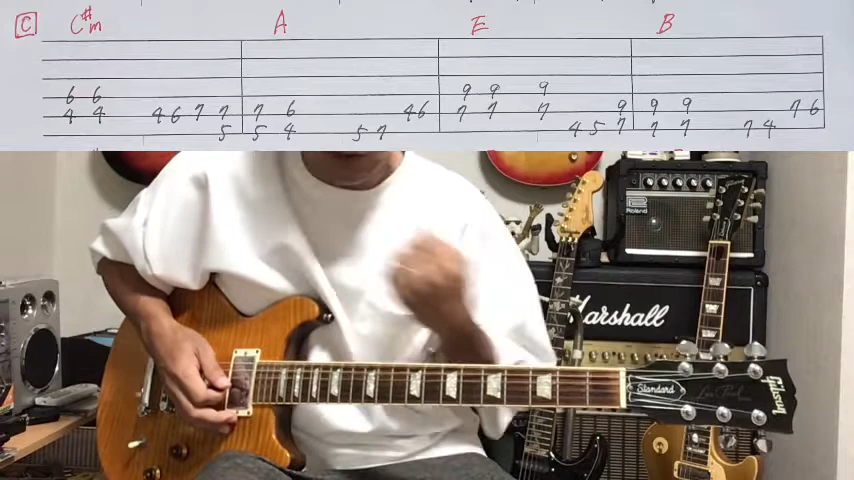 C C#m A E B
6 6 9 9 9
4 4 4 6 7 7 7 6 4 6 7 7 7 9 9 9 7 6
5 5 4 5 7 4 5 7 7 7 7 4
Roland
Marshall
Standard
Les Paul
Gibson